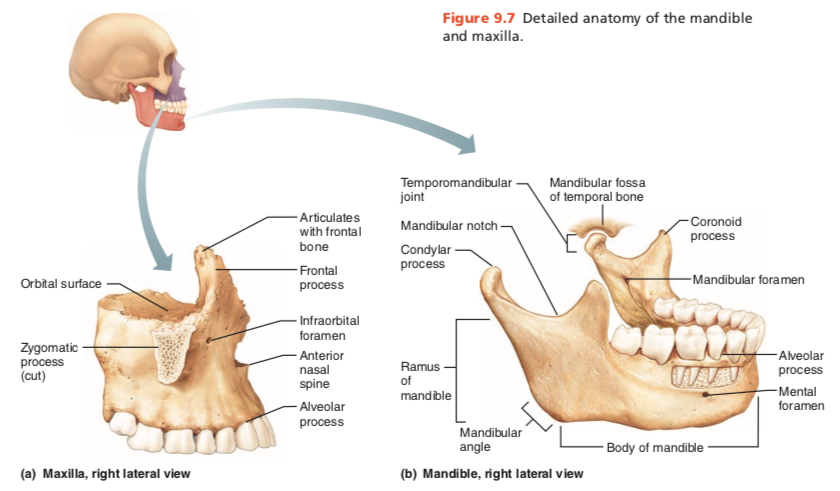 Figure 9.7 Detailed anatomy of the mandible
and maxilla.
Articulates
with frontal
bone
Frontal
process
Orbital surface
Infraorbital
foramen
Zygomatic
process
(cut)
Anterior
nasal
spine
Alveolar
process
(a) Maxilla, right lateral view
Temporomandibular
joint
Mandibular fossa
of temporal bone
Mandibular notch
Coronoid
process
Condylar
process
Mandibular foramen
Ramus
of
mandible
Alveolar
process
Mental
foramen
Mandibular
angle
Body of mandible
(b) Mandible, right lateral view